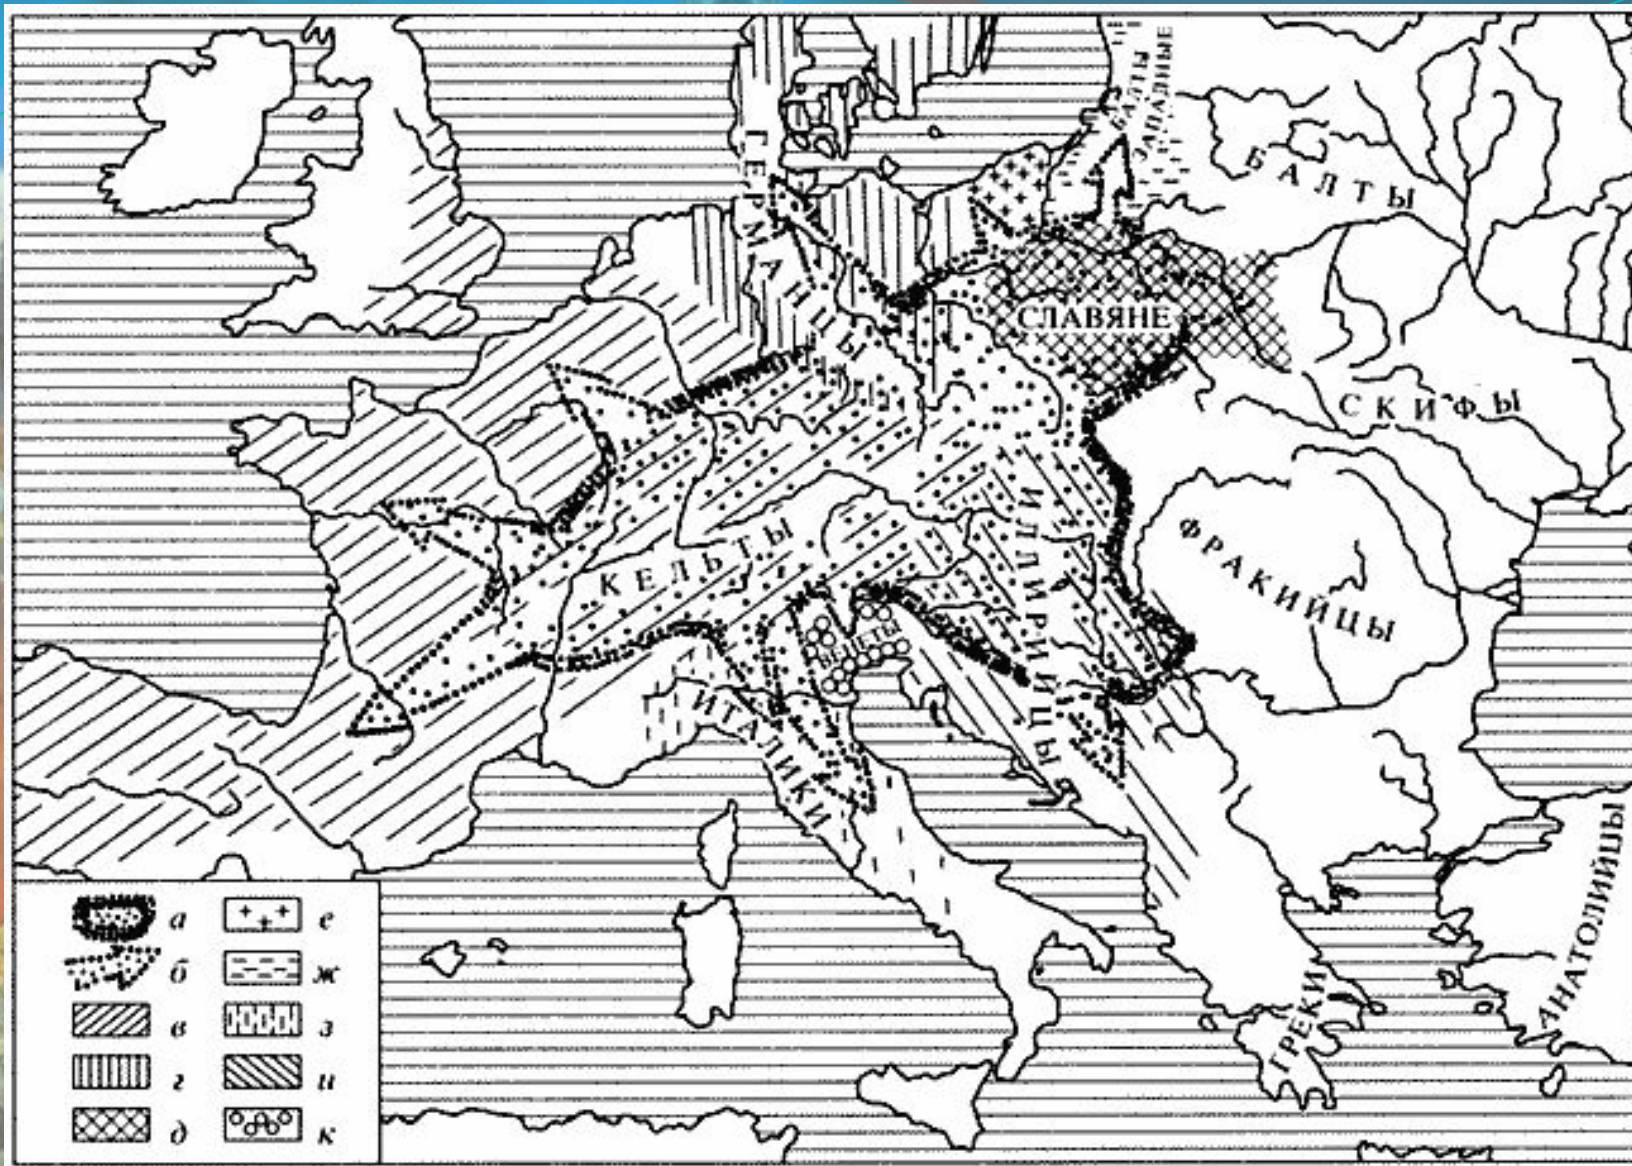 БАЛТЫ
ЗАПАДНЫЕ
БАЛТЫ
ГЕРМАНЦЫ
СЛАВЯНЕ
СКИФЫ
ФРАКИЙЦЫ
КЕЛЬТЫ
ИЛЛИРИЙЦЫ
ВЕНЕТЫ
ИТАЛИКИ
АНАТОЛИЙЦЫ
ГРЕКИ
а
б
в
г
д
е
ж
з
и
к